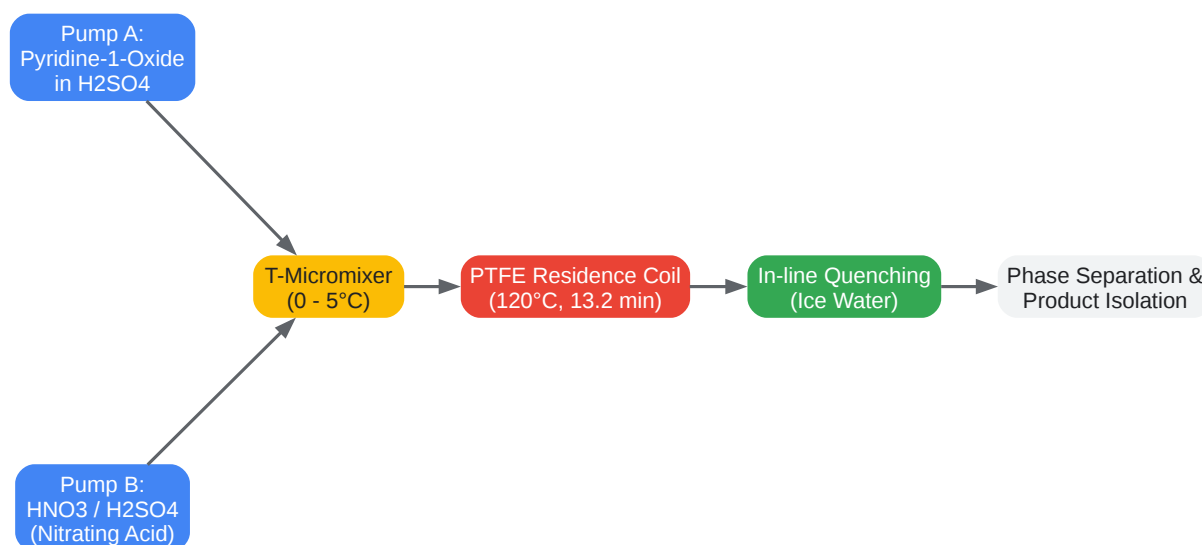 Pump A:
Pyridine-1-Oxide
in H2SO4
T-Micromixer
(0 - 5°C)
PTFE Residence Coil
(120°C, 13.2 min)
In-line Quenching
(Ice Water)
Phase Separation &
Product Isolation
Pump B:
HNO3 / H2SO4
(Nitrating Acid)